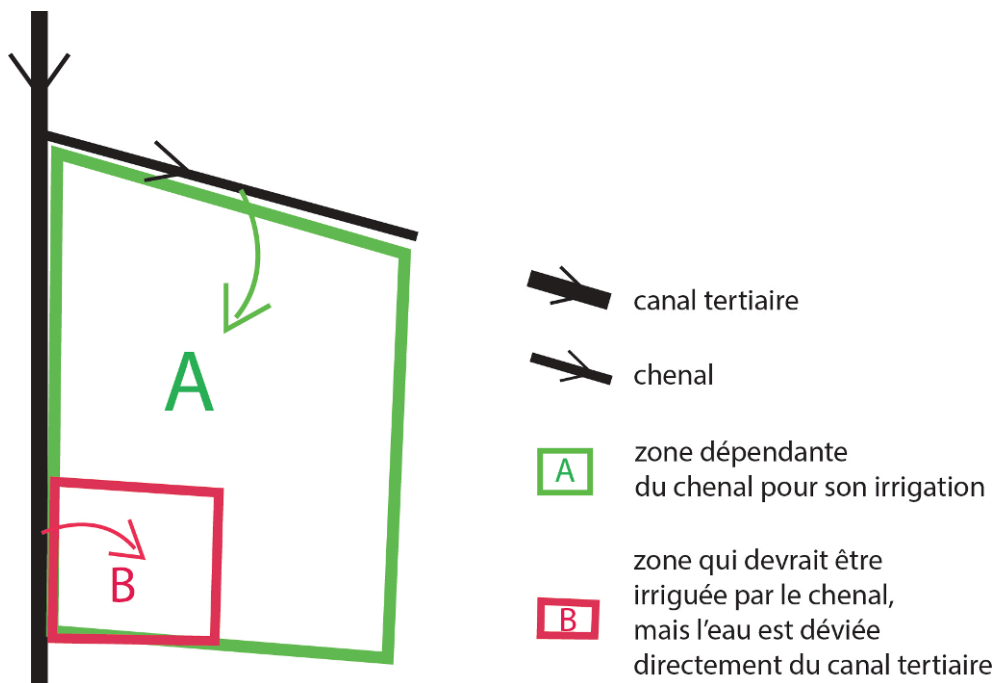 A
B
canal tertiaire
chenal
A
zone dépendante
du chenal pour son irrigation
B
zone qui devrait être
irriguée par le chenal,
mais l'eau est déviée
directement du canal tertiaire